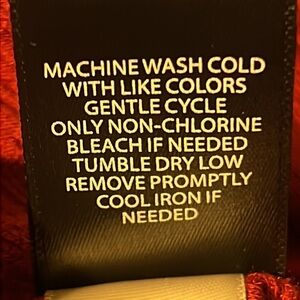 MACHINE WASH COLD
WITH LIKE COLORS
GENTLE CYCLE
ONLY NON-CHLORINE
BLEACH IF NEEDED
TUMBLE DRY LOW
REMOVE PROMPTLY
COOL IRON IF
NEEDED